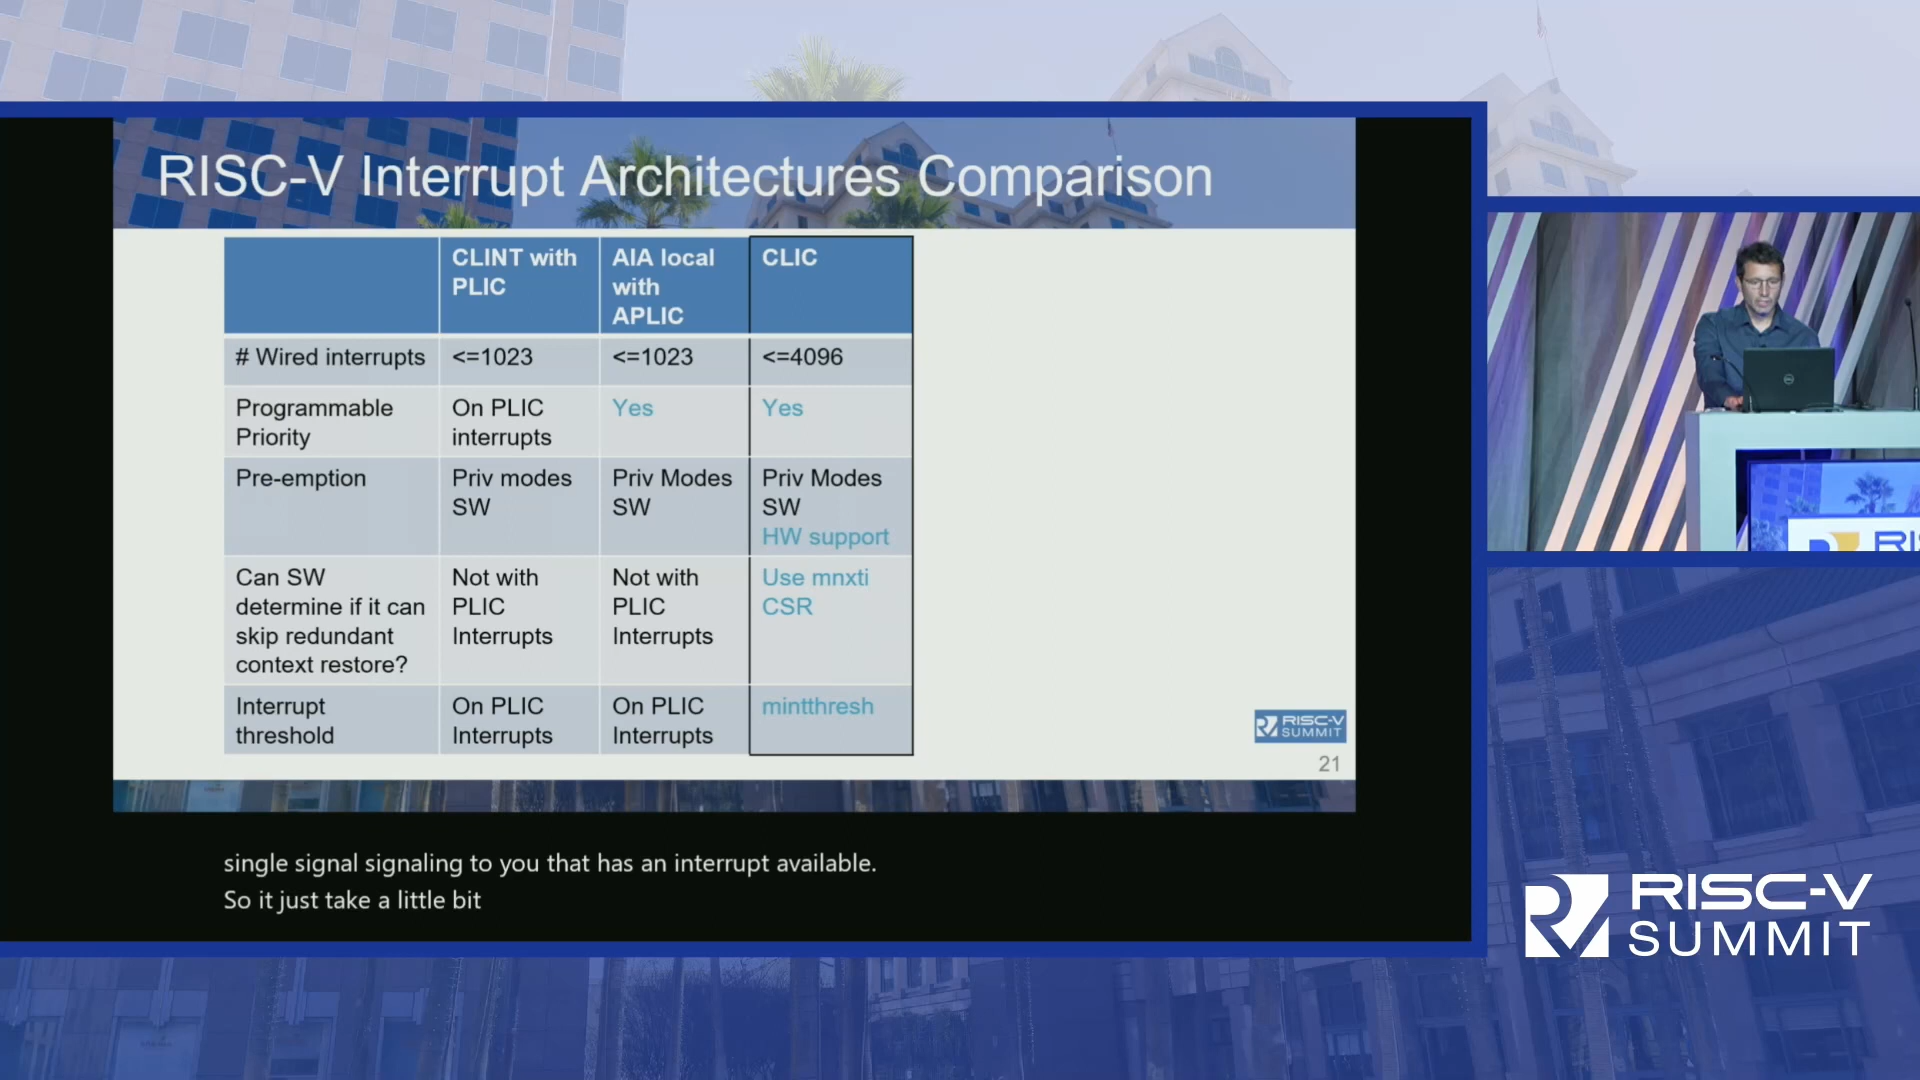 RISC-V Interrupt Architectures Comparison
CLINT with
PLIC
AIA local
with
APLIC
CLIC
# Wired interrupts
<=1023
<=1023
<=4096
Programmable
Priority
On PLIC
interrupts
Yes
Yes
Pre-emption
Priv modes
SW
Priv Modes
SW
Priv Modes
SW
HW support
Can SW
determine if it can
skip redundant
context restore?
Not with
PLIC
Interrupts
Not with
PLIC
Interrupts
Use mnxti
CSR
Interrupt
threshold
On PLIC
Interrupts
On PLIC
Interrupts
mintthresh
RISC-V
SUMMIT
21
single signal signaling to you that has an interrupt available.
So it just take a little bit
RISC-V
SUMMIT